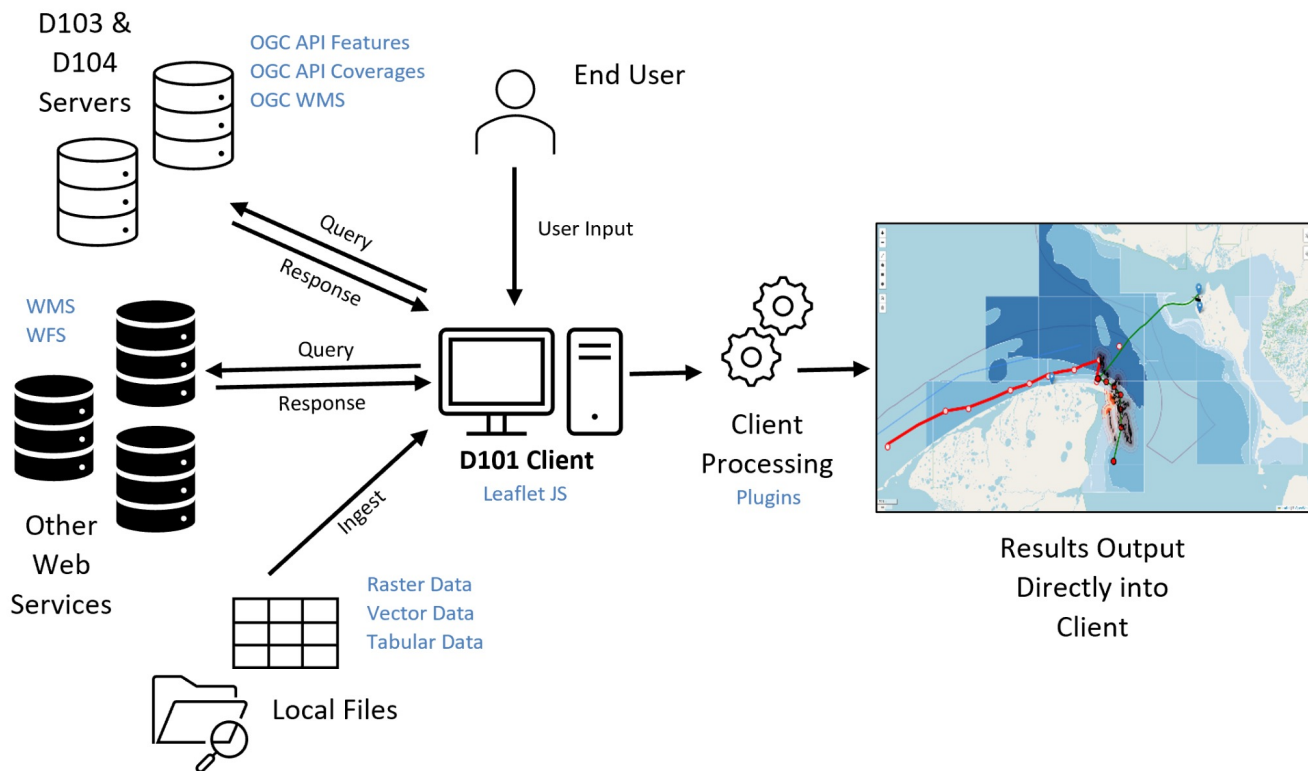 D103 &
D104
Servers
OGC API Features
OGC API Coverages
OGC WMS
End User
User Input
Query
Response
WMS
WFS
Query
Response
Other
Web
Services
D101 Client
Leaflet JS
Client
Processing
Plugins
Ingest
Raster Data
Vector Data
Tabular Data
Local Files
Results Output
Directly into
Client